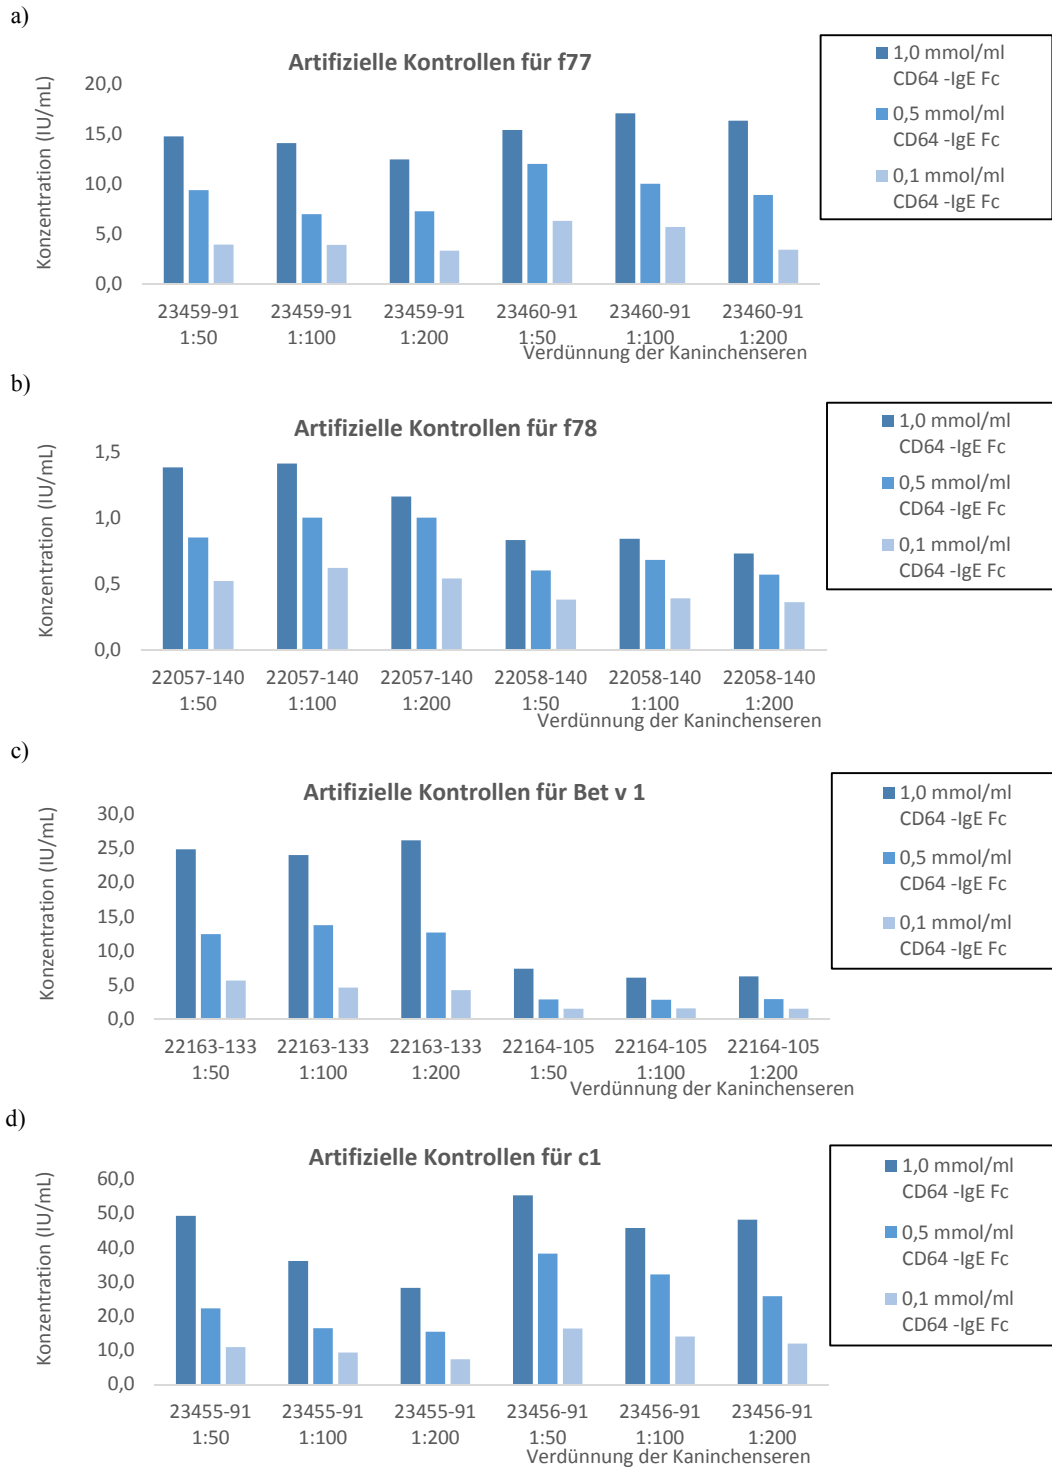 a)
Artifizielle Kontrollen für f77
Konzentration (IU/mL)
20,0
15,0
10,0
5,0
0,0
23459-91 23459-91 23459-91 23460-91 23460-91 23460-91
1:50 1:100 1:200 1:50 1:100 1:200
Verdünnung der Kaninchenseren
1,0 mmol/ml
CD64 -IgE Fc
0,5 mmol/ml
CD64 -IgE Fc
0,1 mmol/ml
CD64 -IgE Fc
b)
Artifizielle Kontrollen für f78
Konzentration (IU/mL)
1,5
1,0
0,5
0,0
22057-140 22057-140 22057-140 22058-140 22058-140 22058-140
1:50 1:100 1:200 1:50 1:100 1:200
Verdünnung der Kaninchenseren
1,0 mmol/ml
CD64 -IgE Fc
0,5 mmol/ml
CD64 -IgE Fc
0,1 mmol/ml
CD64 -IgE Fc
c)
Artifizielle Kontrollen für Bet v 1
Konzentration (IU/mL)
30,0
25,0
20,0
15,0
10,0
5,0
0,0
22163-133 22163-133 22163-133 22164-105 22164-105 22164-105
1:50 1:100 1:200 1:50 1:100 1:200
Verdünnung der Kaninchenseren
1,0 mmol/ml
CD64 -IgE Fc
0,5 mmol/ml
CD64 -IgE Fc
0,1 mmol/ml
CD64 -IgE Fc
d)
Artifizielle Kontrollen für c1
Konzentration (IU/mL)
60,0
50,0
40,0
30,0
20,0
10,0
0,0
23455-91 23455-91 23455-91 23456-91 23456-91 23456-91
1:50 1:100 1:200 1:50 1:100 1:200
Verdünnung der Kaninchenseren
1,0 mmol/ml
CD64 -IgE Fc
0,5 mmol/ml
CD64 -IgE Fc
0,1 mmol/ml
CD64 -IgE Fc